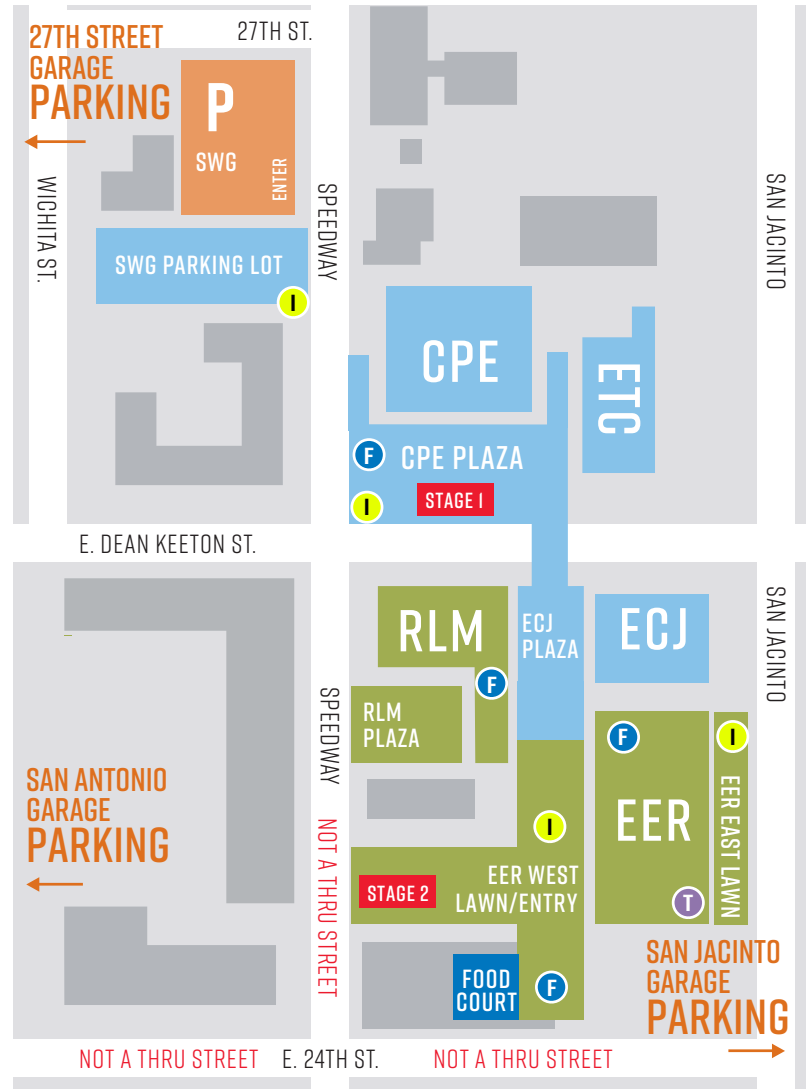 27TH ST.
27TH STREET
GARAGE
PARKING
P
SWG
ENTER
WICHITA ST.
SPEEDWAY
SAN JACINTO
SWG PARKING LOT
I
CPE
ETC
F
CPE PLAZA
I
STAGE 1
E. DEAN KEETON ST.
RLM
ECJ
PLAZA
ECJ
SAN JACINTO
F
SPEEDWAY
RLM
PLAZA
F
I
SAN ANTONIO
GARAGE
PARKING
NOT A THRU STREET
I
EER
EER EAST LAWN
STAGE 2
EER WEST
LAWN/ENTRY
T
FOOD
COURT
F
SAN JACINTO
GARAGE
PARKING
NOT A THRU STREET
E. 24TH ST.
NOT A THRU STREET